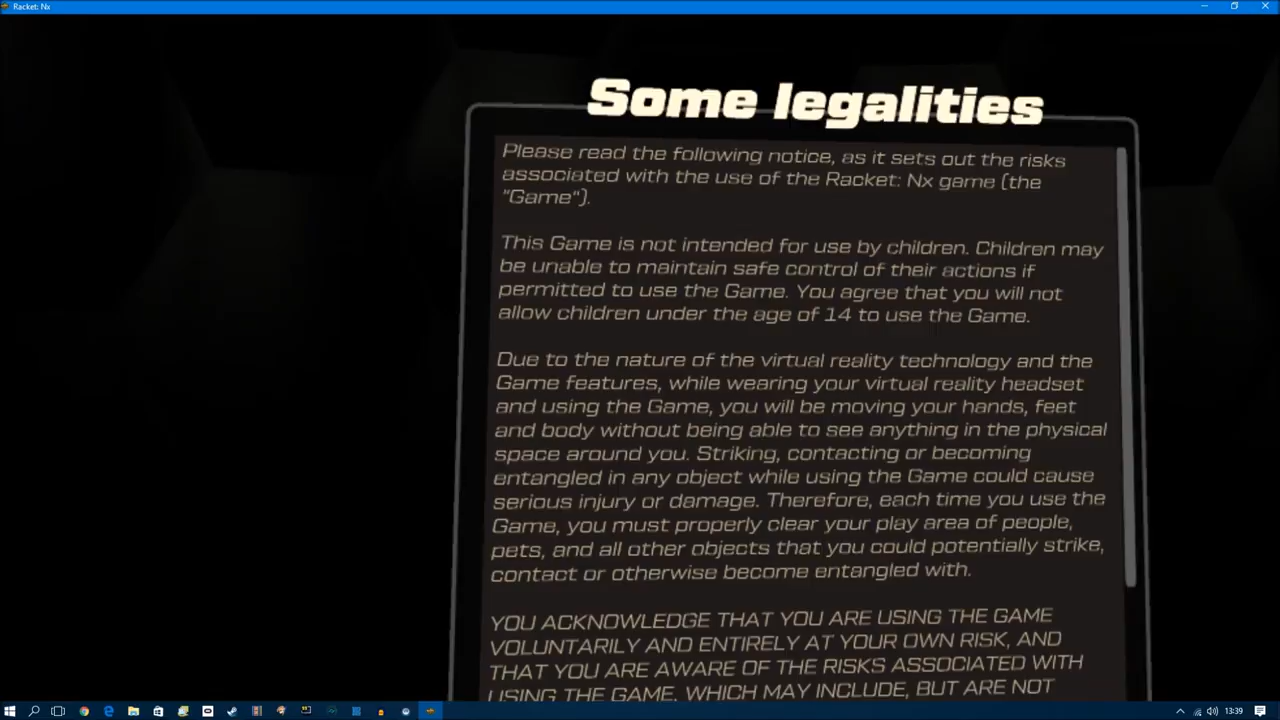 Racket: Nx
Some legalities
Please read the following notice, as it sets out the risks
associated with the use of the Racket: Nx game (the
"Game").
This Game is not intended for use by children. Children may
be unable to maintain safe control of their actions if
permitted to use the Game. You agree that you will not
allow children under the age of 14 to use the Game.
Due to the nature of the virtual reality technology and the
Game features, while wearing your virtual reality headset
and using the Game, you will be moving your hands, feet
and body without being able to see anything in the physical
space around you. Striking, contacting or becoming
entangled in any object while using the Game could cause
serious injury or damage. Therefore, each time you use the
Game, you must properly clear your play area of people,
pets, and all other objects that you could potentially strike,
contact or otherwise become entangled with.
YOU ACKNOWLEDGE THAT YOU ARE USING THE GAME
VOLUNTARILY AND ENTIRELY AT YOUR OWN RISK, AND
THAT YOU ARE AWARE OF THE RISKS ASSOCIATED WITH
USING THE GAME, WHICH MAY INCLUDE, BUT ARE NOT
13:39